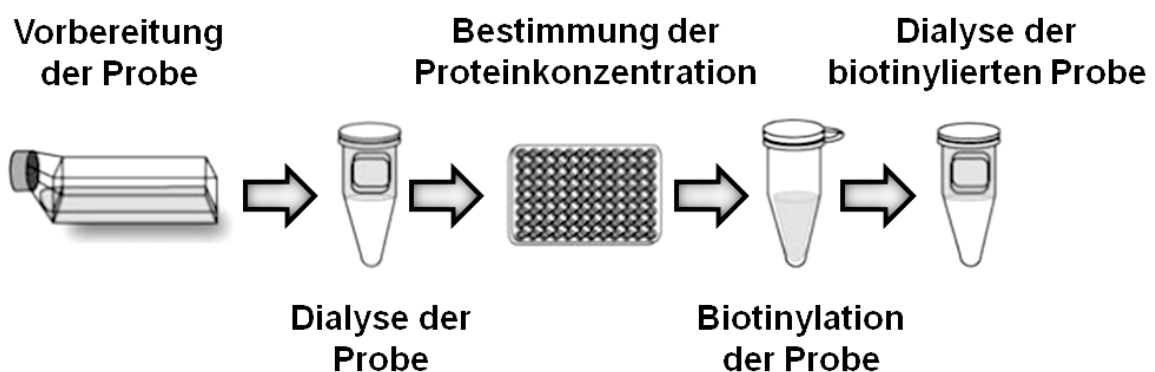 Vorbereitung
der Probe
Dialyse der
Probe
Bestimmung der
Proteinkonzentration
Biotinylation
der Probe
Dialyse der
biotinylierten Probe